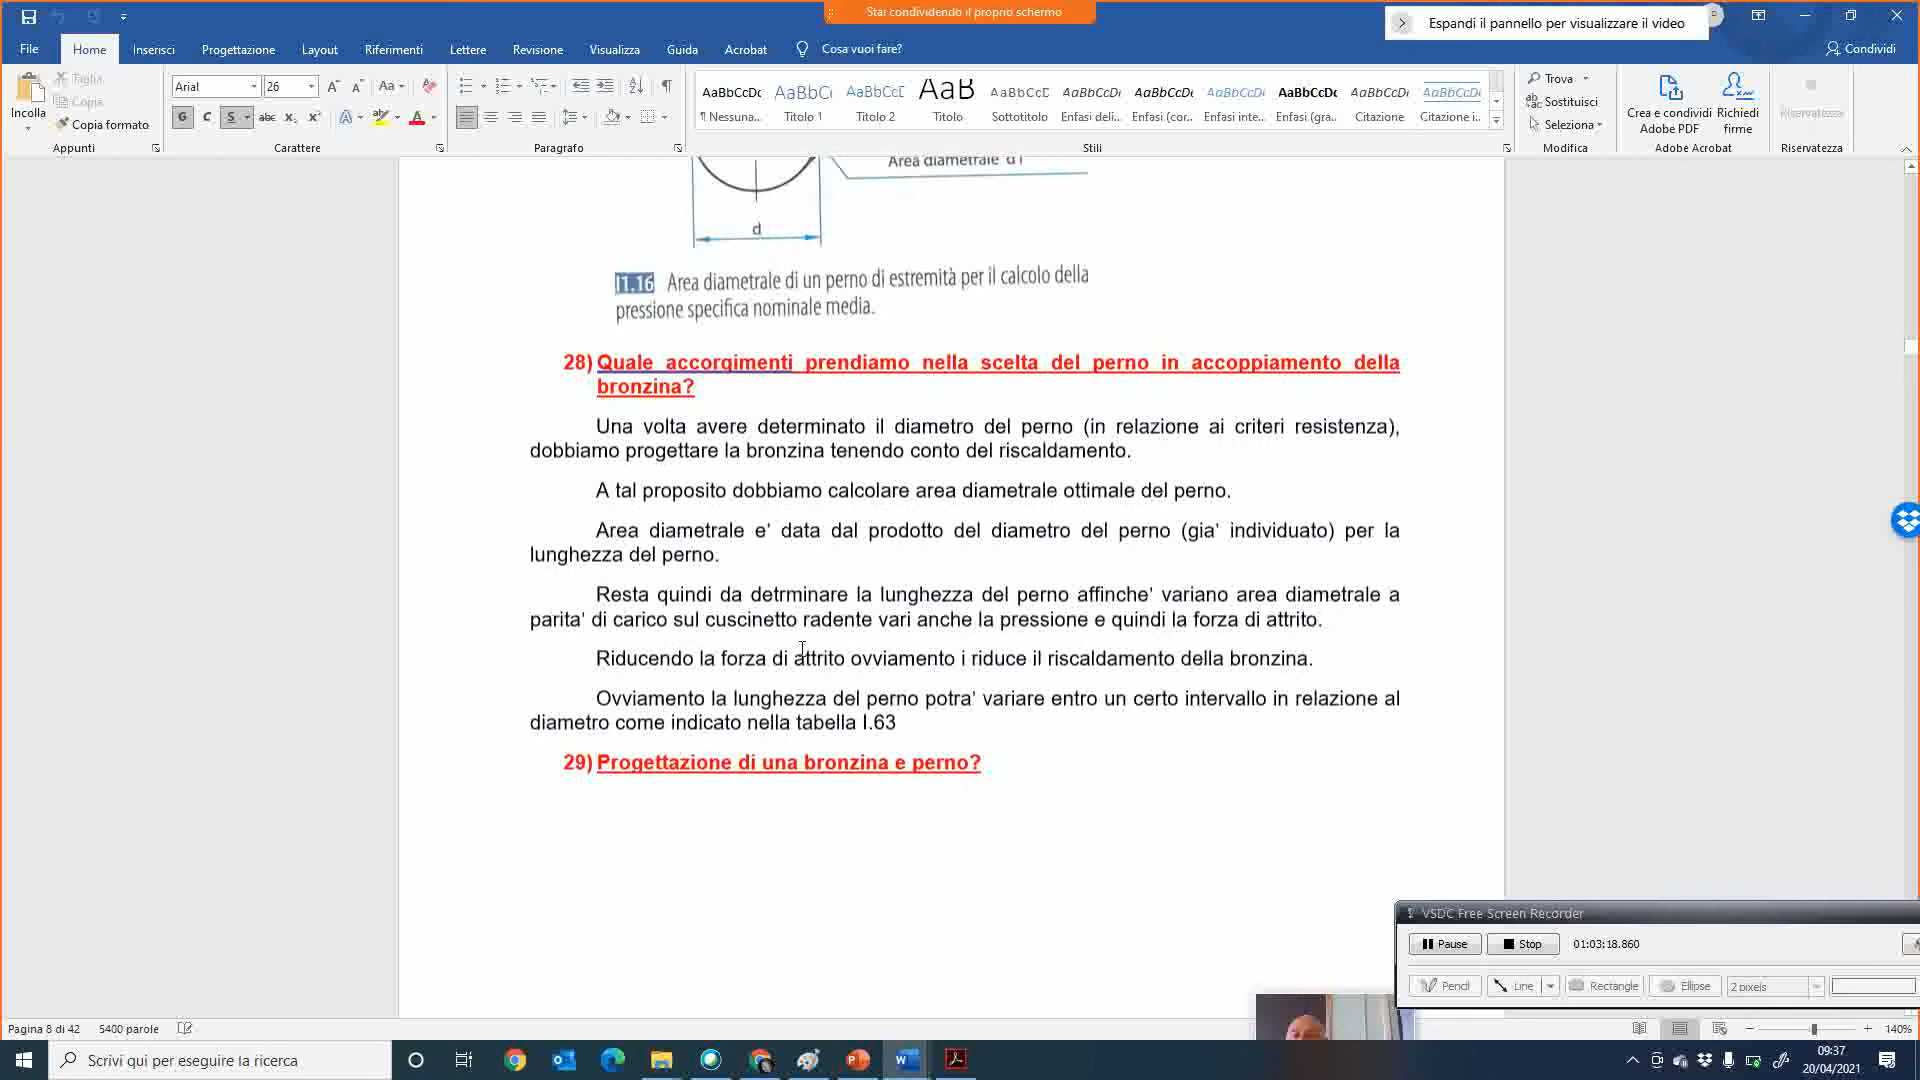 Stai condividendo il proprio schermo
Espandi il pannello per visualizzare il video
File Home Inserisci Progettazione Layout Riferimenti Lettere Revisione Visualizza Guida Acrobat Cosa vuoi fare? Condividi
Incolla
Taglia
Copia
Copia formato
Appunti
Arial 26
Carattere
Paragrafo
AaBbCcDc AaBbCc AaBbCcD AaB AaBbCcD AaBbCcDc AaBbCcDc AaBbCcDc AaBbCcDc AaBbCcDc AaBbCcDc
¶ Nessuna... Titolo 1 Titolo 2 Titolo Sottotitolo Enfasi deli... Enfasi (cor... Enfasi inte... Enfasi (gra... Citazione Citazione i...
Stili
Trova
Sostituisci
Seleziona
Modifica
Crea e condividi
Adobe PDF
Richiedi
firme
Adobe Acrobat
Riservatezza
Riservatezza
Area diametrale d l
d
I1.16 Area diametrale di un perno di estremità per il calcolo della
pressione specifica nominale media.
28) Quale accorgimenti prendiamo nella scelta del perno in accoppiamento della
bronzina?
Una volta avere determinato il diametro del perno (in relazione ai criteri resistenza),
dobbiamo progettare la bronzina tenendo conto del riscaldamento.
A tal proposito dobbiamo calcolare area diametrale ottimale del perno.
Area diametrale e' data dal prodotto del diametro del perno (gia' individuato) per la
lunghezza del perno.
Resta quindi da detrminare la lunghezza del perno affinche' variano area diametrale a
parita' di carico sul cuscinetto radente vari anche la pressione e quindi la forza di attrito.
Riducendo la forza di attrito ovviamento i riduce il riscaldamento della bronzina.
Ovviamento la lunghezza del perno potra' variare entro un certo intervallo in relazione al
diametro come indicato nella tabella I.63
29) Progettazione di una bronzina e perno?
VSDC Free Screen Recorder
Pause Stop 01:03:18.860
Pencil Line Rectangle Ellipse 2 pixels
Pagina 8 di 42 5400 parole 140%
Scrivi qui per eseguire la ricerca
09:37
20/04/2021